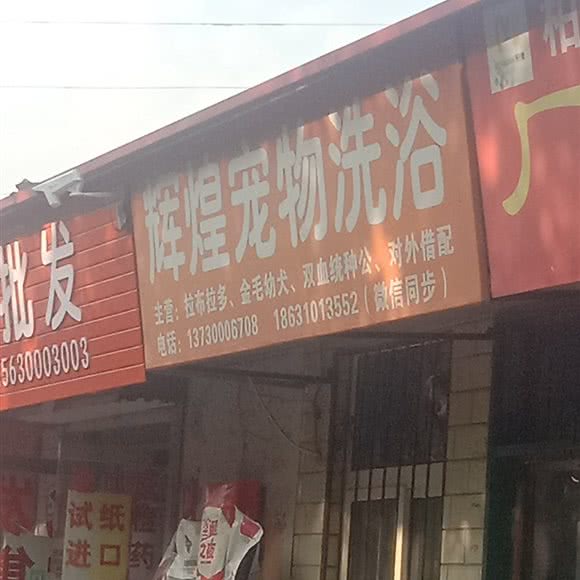 批发
5630003003
辉煌宠物洗浴
主营：拉布拉多、金毛幼犬、双血统种公、对外借配
电话：13730006708 18631013552（微信同步）
厂
试纸
进口药